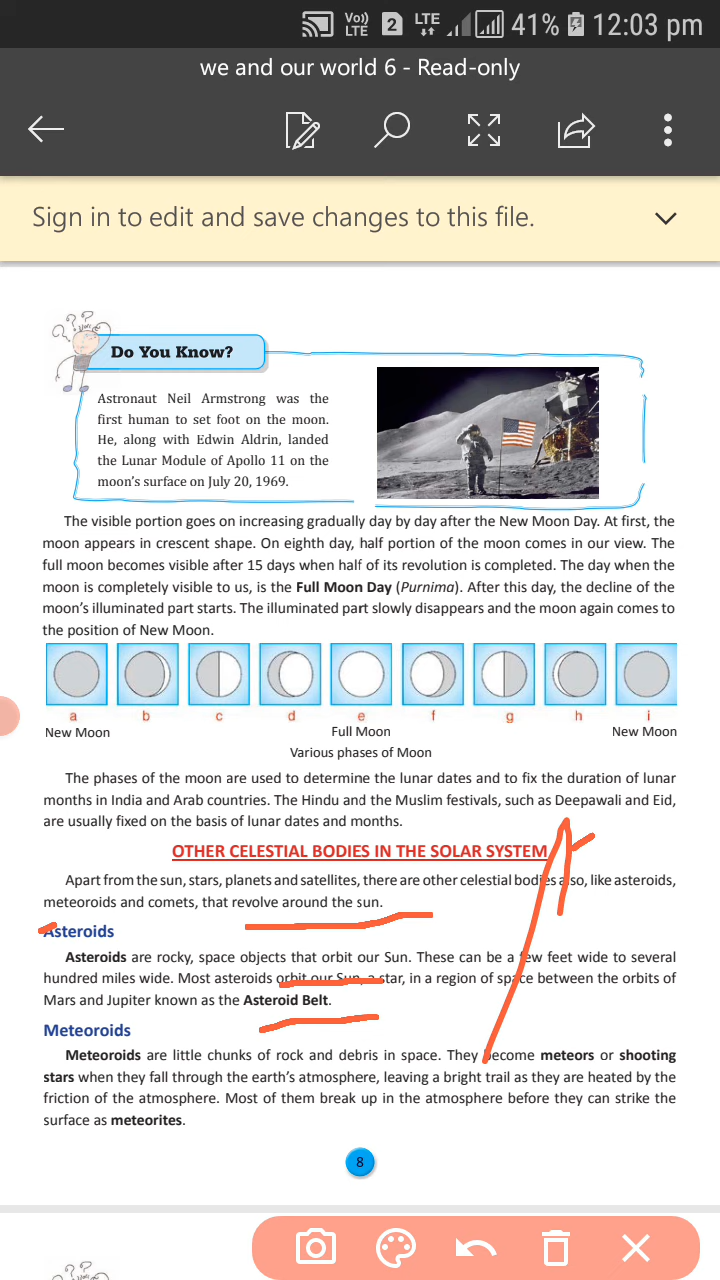 Vo)) LTE 2 LTE 41% 12:03 pm
we and our world 6 - Read-only
Sign in to edit and save changes to this file.
Do You Know?
Astronaut Neil Armstrong was the
first human to set foot on the moon.
He, along with Edwin Aldrin, landed
the Lunar Module of Apollo 11 on the
moon's surface on July 20, 1969.
The visible portion goes on increasing gradually day by day after the New Moon Day. At first, the
moon appears in crescent shape. On eighth day, half portion of the moon comes in our view. The
full moon becomes visible after 15 days when half of its revolution is completed. The day when the
moon is completely visible to us, is the Full Moon Day (Purnima). After this day, the decline of the
moon's illuminated part starts. The illuminated part slowly disappears and the moon again comes to
the position of New Moon.
a b c d e f g h i
New Moon Full Moon New Moon
Various phases of Moon
The phases of the moon are used to determine the lunar dates and to fix the duration of lunar
months in India and Arab countries. The Hindu and the Muslim festivals, such as Deepawali and Eid,
are usually fixed on the basis of lunar dates and months.
OTHER CELESTIAL BODIES IN THE SOLAR SYSTEM
Apart from the sun, stars, planets and satellites, there are other celestial bodies also, like asteroids,
meteoroids and comets, that revolve around the sun.
Asteroids
Asteroids are rocky, space objects that orbit our Sun. These can be a few feet wide to several
hundred miles wide. Most asteroids orbit our Sun, a star, in a region of space between the orbits of
Mars and Jupiter known as the Asteroid Belt.
Meteoroids
Meteoroids are little chunks of rock and debris in space. They become meteors or shooting
stars when they fall through the earth's atmosphere, leaving a bright trail as they are heated by the
friction of the atmosphere. Most of them break up in the atmosphere before they can strike the
surface as meteorites.
8